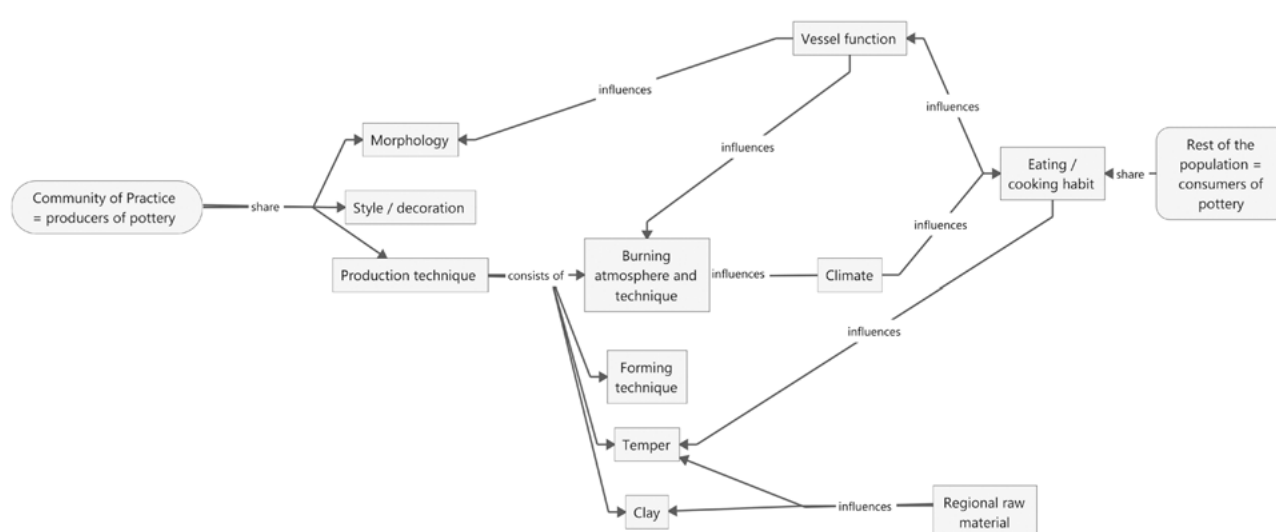 Vessel function
influences
influences
influences
Morphology
Rest of the
population =
consumers of
pottery
Eating /
cooking habit
share
Community of Practice
= producers of pottery
share
Style / decoration
influences
Burning
atmosphere and
technique
influences
Climate
Production technique
consists of
influences
Forming
technique
Temper
Clay
influences
Regional raw
material